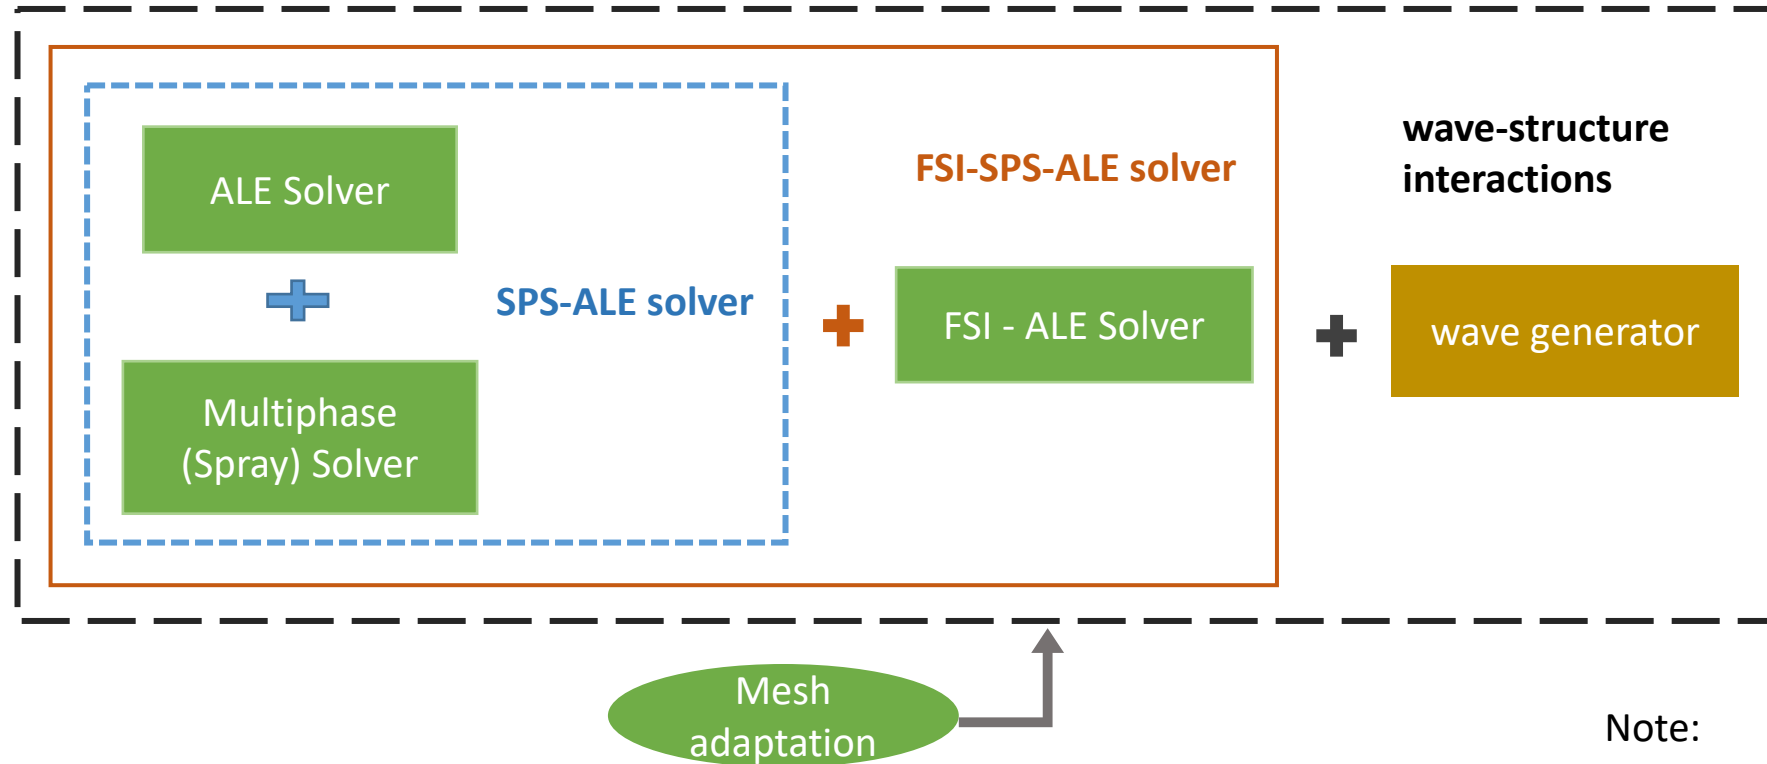 ALE Solver
Multiphase
(Spray) Solver
SPS-ALE solver
FSI-SPS-ALE solver
FSI - ALE Solver
wave-structure
interactions
wave generator
Mesh
adaptation
Note: